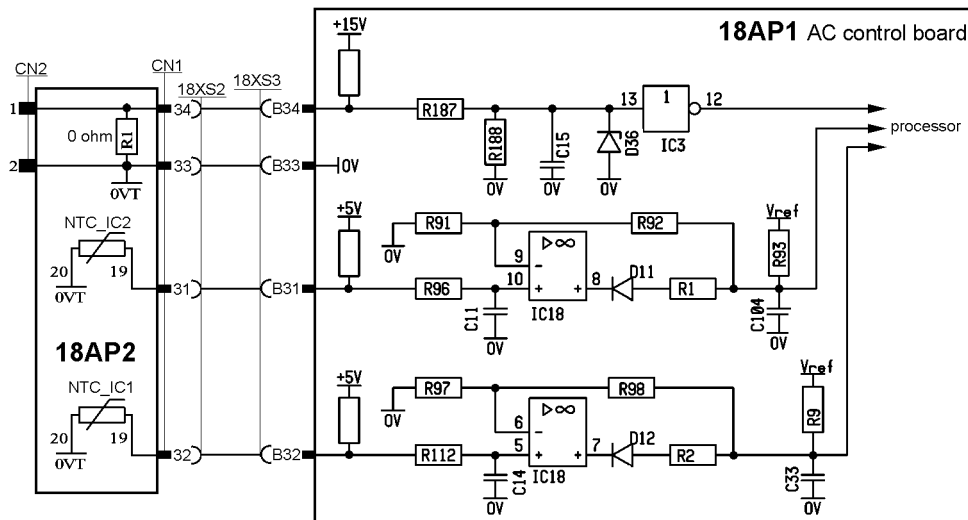 18AP1 AC control board
+15V
CN2
CN1
18XS2
18XS3
1
34
B34
R187
13
1
12
0 ohm
R1
R188
C15
D36
IC3
processor
2
33
B33
0V
0V
0V
0V
0VT
+5V
NTC_IC2
R91
R92
Vref
0V
R93
20
19
0VT
9
-
▷∞
D11
31
B31
R96
10
+
+
8
R1
C11
IC18
C104
0V
0V
18AP2
+5V
NTC_IC1
R97
R98
Vref
0V
R9
20
19
0VT
6
-
▷∞
D12
32
B32
R112
5
+
+
7
R2
C14
IC18
C33
0V
0V